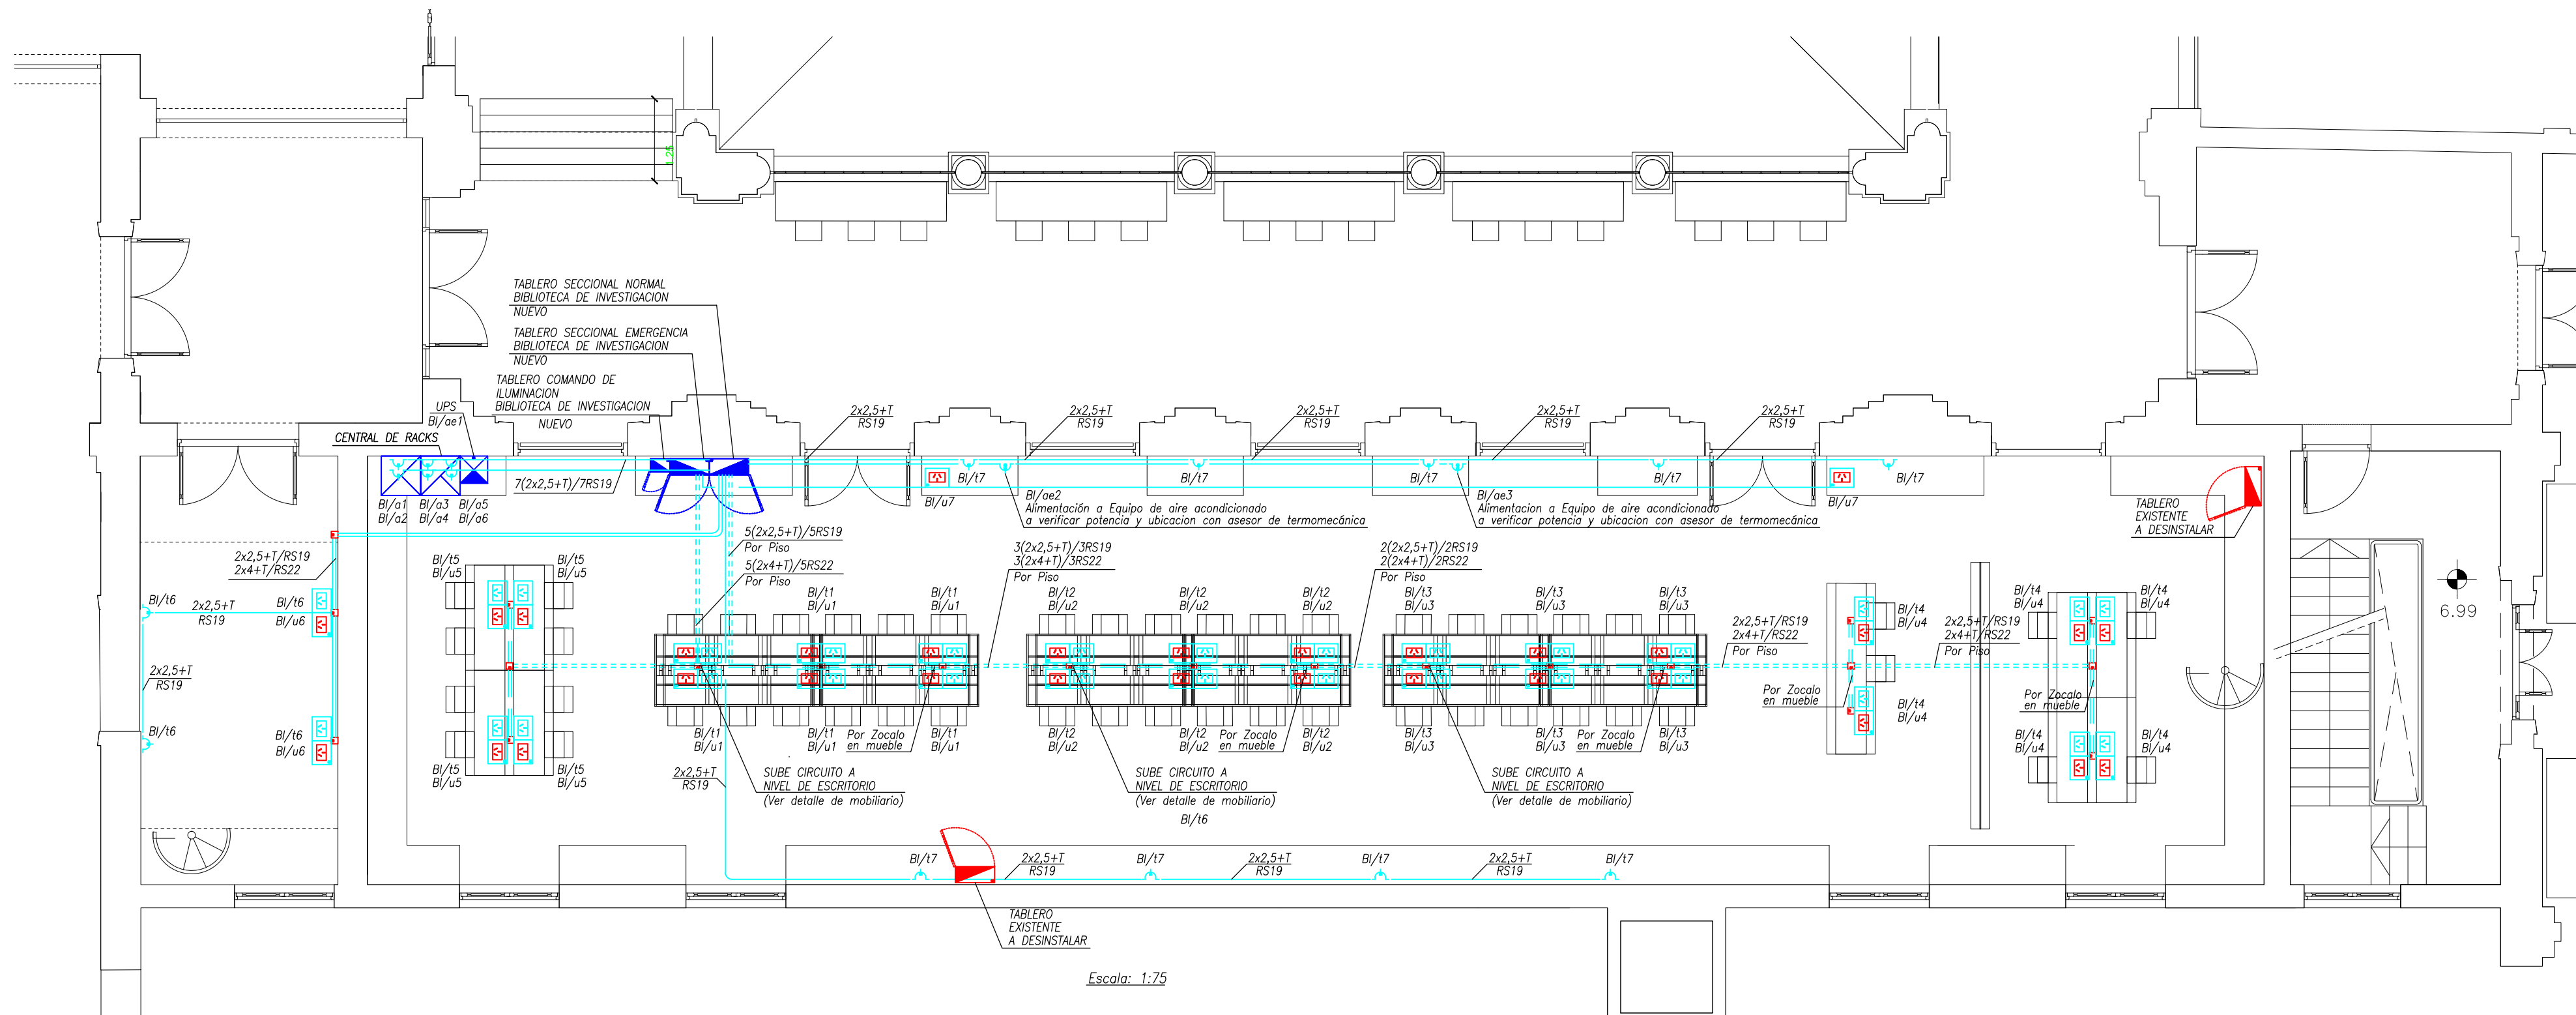 1.25
TABLERO SECCIONAL NORMAL
BIBLIOTECA DE INVESTIGACION
NUEVO
TABLERO SECCIONAL EMERGENCIA
BIBLIOTECA DE INVESTIGACION
NUEVO
TABLERO COMANDO DE
ILUMINACION
BIBLIOTECA DE INVESTIGACION
NUEVO
UPS
BI/ae1
CENTRAL DE RACKS
2x2,5+T
RS19
2x2,5+T
RS19
2x2,5+T
RS19
2x2,5+T
RS19
2x2,5+T
RS19
7(2x2,5+T)/7RS19
BI/a1
BI/a2
BI/a3
BI/a4
BI/a5
BI/a6
BI/u7
BI/t7
BI/t7
BI/t7
BI/t7
BI/u7
BI/t7
BI/ae2
Alimentación a Equipo de aire acondicionado
a verificar potencia y ubicacion con asesor de termomecánica
BI/ae3
Alimentacion a Equipo de aire acondicionado
a verificar potencia y ubicacion con asesor de termomecánica
TABLERO
EXISTENTE
A DESINSTALAR
5(2x2,5+T)/5RS19
Por Piso
5(2x4+T)/5RS22
Por Piso
3(2x2,5+T)/3RS19
3(2x4+T)/3RS22
Por Piso
2(2x2,5+T)/2RS19
2(2x4+T)/2RS22
Por Piso
2x2,5+T/RS19
2x4+T/RS22
BI/t5
BI/u5
BI/t5
BI/u5
BI/t6
2x2,5+T
RS19
BI/t6
BI/u6
BI/t1
BI/u1
BI/t1
BI/u1
BI/t2
BI/u2
BI/t2
BI/u2
BI/t2
BI/u2
BI/t3
BI/u3
BI/t3
BI/u3
BI/t3
BI/u3
2x2,5+T/RS19
2x4+T/RS22
Por Piso
BI/t4
BI/u4
2x2,5+T/RS19
2x4+T/RS22
Por Piso
BI/t4
BI/u4
BI/t4
BI/u4
6.99
2x2,5+T
RS19
BI/t6
BI/t6
BI/u6
BI/t5
BI/u5
BI/t5
BI/u5
BI/t1
BI/u1
BI/t1
BI/u1
Por Zocalo
en mueble
BI/t1
BI/u1
BI/t2
BI/u2
BI/t2
BI/u2
Por Zocalo
en mueble
BI/t2
BI/u2
BI/t3
BI/u3
BI/t3
BI/u3
Por Zocalo
en mueble
BI/t3
BI/u3
Por Zocalo
en mueble
BI/t4
BI/u4
Por Zocalo
en mueble
BI/t4
BI/u4
BI/t4
BI/u4
2x2,5+T
RS19
SUBE CIRCUITO A
NIVEL DE ESCRITORIO
(Ver detalle de mobiliario)
SUBE CIRCUITO A
NIVEL DE ESCRITORIO
(Ver detalle de mobiliario)
SUBE CIRCUITO A
NIVEL DE ESCRITORIO
(Ver detalle de mobiliario)
BI/t6
BI/t7
2x2,5+T
RS19
BI/t7
2x2,5+T
RS19
BI/t7
2x2,5+T
RS19
BI/t7
TABLERO
EXISTENTE
A DESINSTALAR
Escala: 1:75